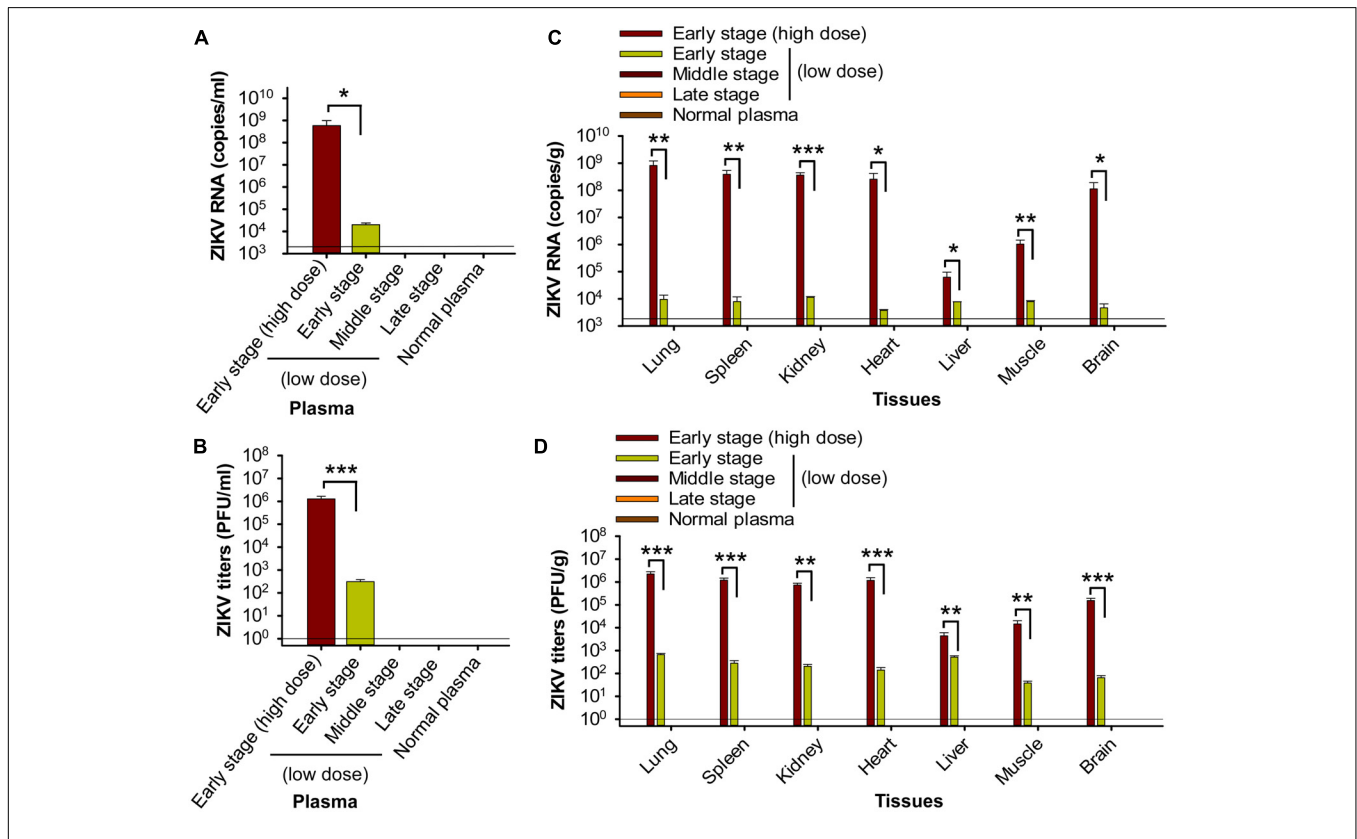 A
ZIKV RNA (copies/ml)
10^10
10^9
10^8
10^7
10^6
10^5
10^4
10^3
*
Early stage (high dose)
Early stage
Middle stage
Late stage
Normal plasma
(low dose)
Plasma
B
ZIKV titers (PFU/ml)
10^8
10^7
10^6
10^5
10^4
10^3
10^2
10^1
10^0
***
Early stage (high dose)
Early stage
Middle stage
Late stage
Normal plasma
(low dose)
Plasma
C
Early stage (high dose)
Early stage
Middle stage
(low dose)
Late stage
Normal plasma
ZIKV RNA (copies/g)
10^10
10^9
10^8
10^7
10^6
10^5
10^4
10^3
** ** *** * * ** *
Lung Spleen Kidney Heart Liver Muscle Brain
Tissues
D
Early stage (high dose)
Early stage
Middle stage
(low dose)
Late stage
Normal plasma
ZIKV titers (PFU/g)
10^8
10^7
10^6
10^5
10^4
10^3
10^2
10^1
10^0
*** *** ** *** ** ** ***
Lung Spleen Kidney Heart Liver Muscle Brain
Tissues